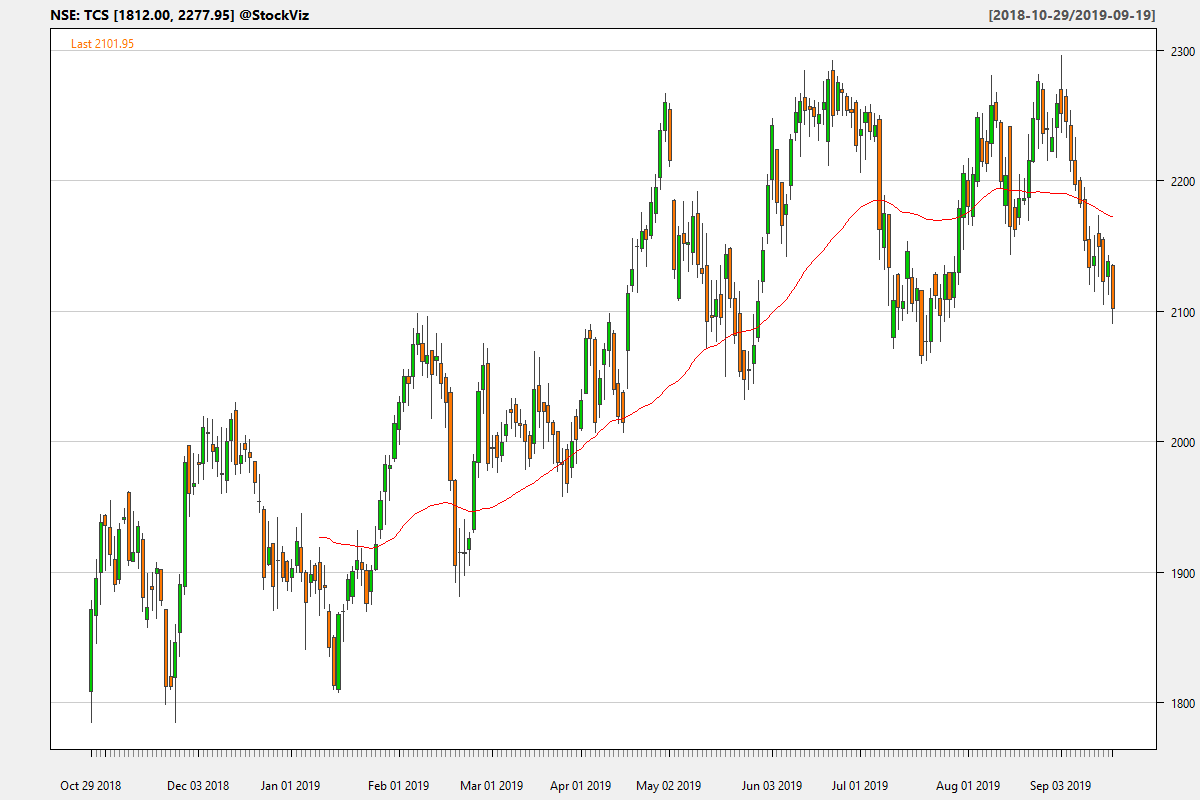 NSE: TCS [1812.00, 2277.95] @StockViz [2018-10-29/2019-09-19]
Last 2101.95
2300
2200
2100
2000
1900
1800
Oct 29 2018 Dec 03 2018 Jan 01 2019 Feb 01 2019 Mar 01 2019 Apr 01 2019 May 02 2019 Jun 03 2019 Jul 01 2019 Aug 01 2019 Sep 03 2019